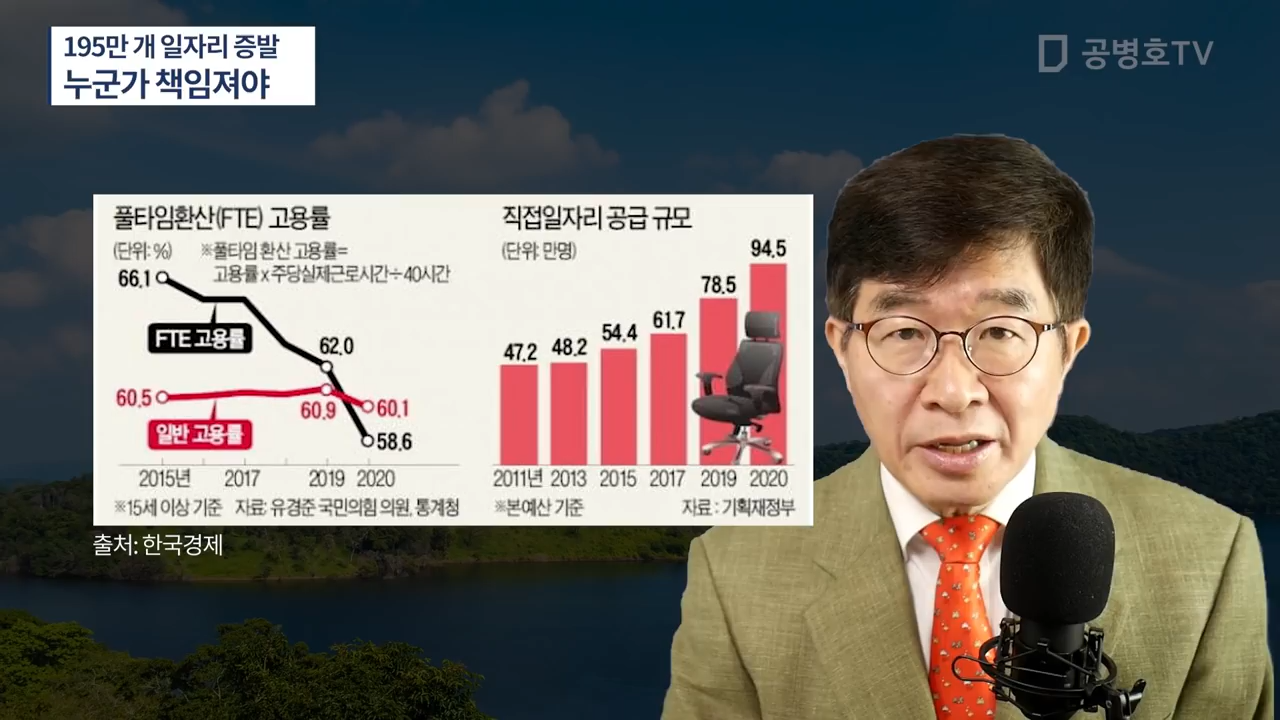 195만 개 일자리 증발
누군가 책임져야
공병호TV
풀타임환산(FTE) 고용률
(단위: %) ※풀타임 환산 고용률=
고용률 x 주당실제근로시간÷40시간
66.1
FTE 고용률
62.0
60.5
60.9
60.1
일반 고용률
58.6
2015년 2017 2019 2020
※15세 이상 기준 자료: 유경준 국민의힘 의원, 통계청
직접일자리 공급 규모
(단위: 만명)
94.5
78.5
61.7
54.4
47.2 48.2
2011년 2013 2015 2017 2019 2020
※본예산 기준 자료 : 기획재정부
출처: 한국경제